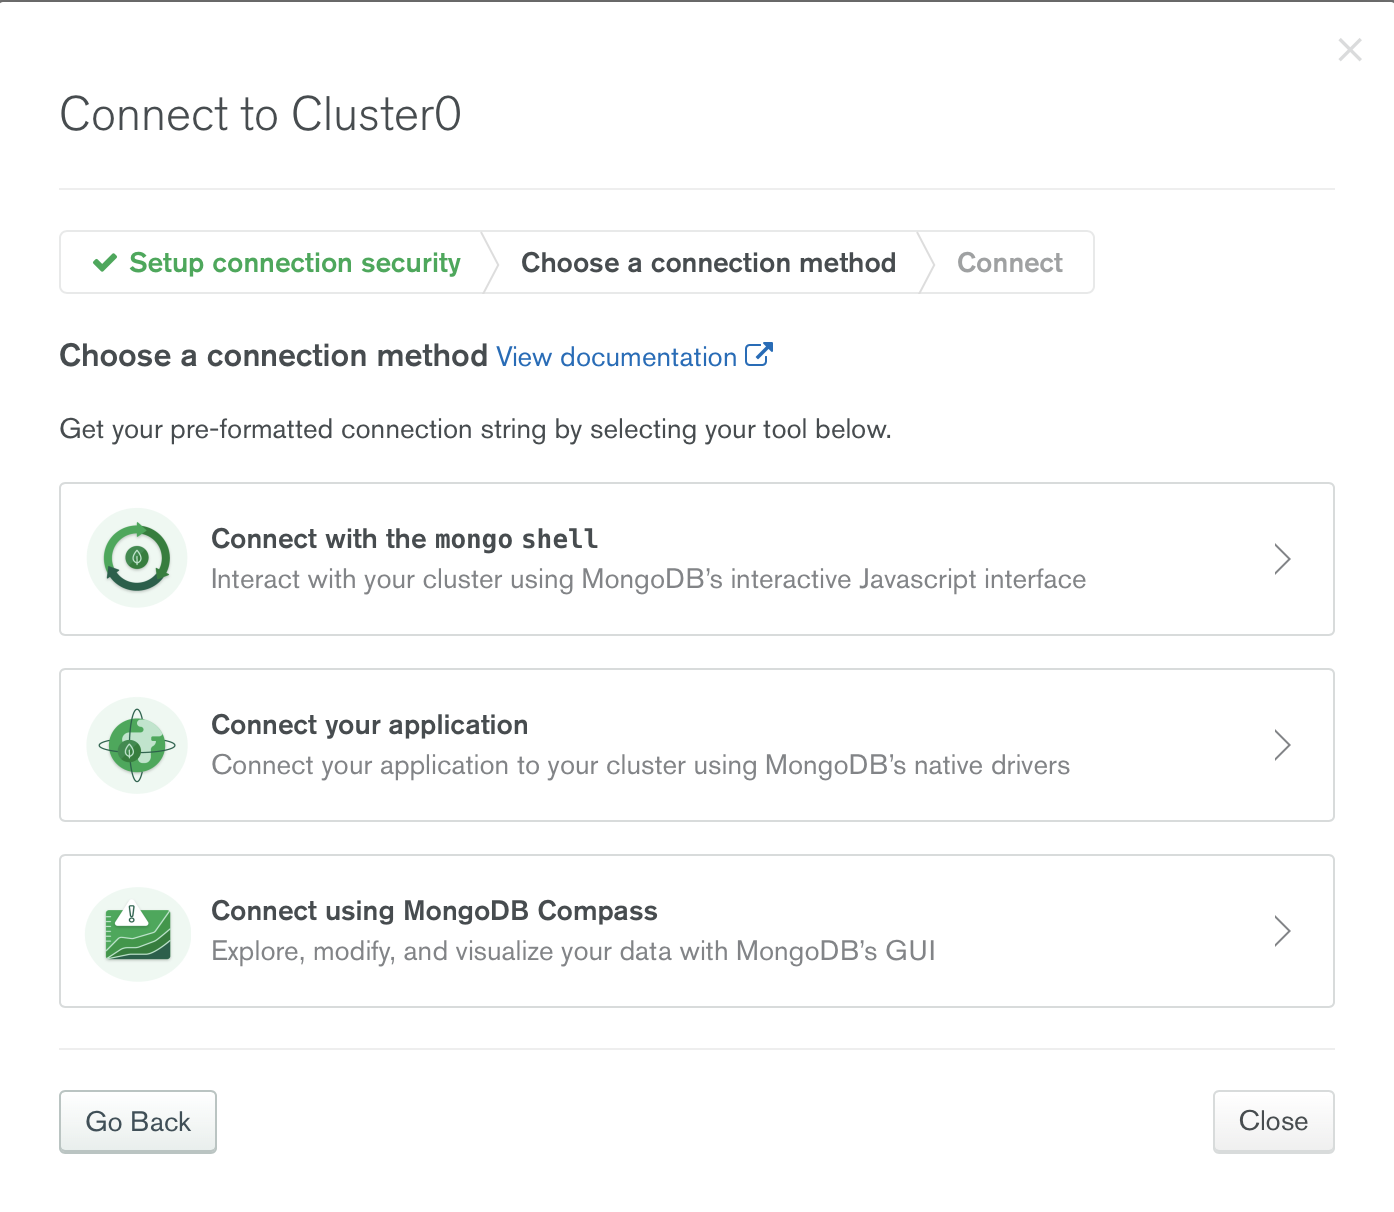 Connect to Cluster0
Setup connection security
Choose a connection method
Connect
Choose a connection method View documentation
Get your pre-formatted connection string by selecting your tool below.
Connect with the mongo shell
Interact with your cluster using MongoDB’s interactive Javascript interface
Connect your application
Connect your application to your cluster using MongoDB’s native drivers
Connect using MongoDB Compass
Explore, modify, and visualize your data with MongoDB’s GUI
Go Back
Close